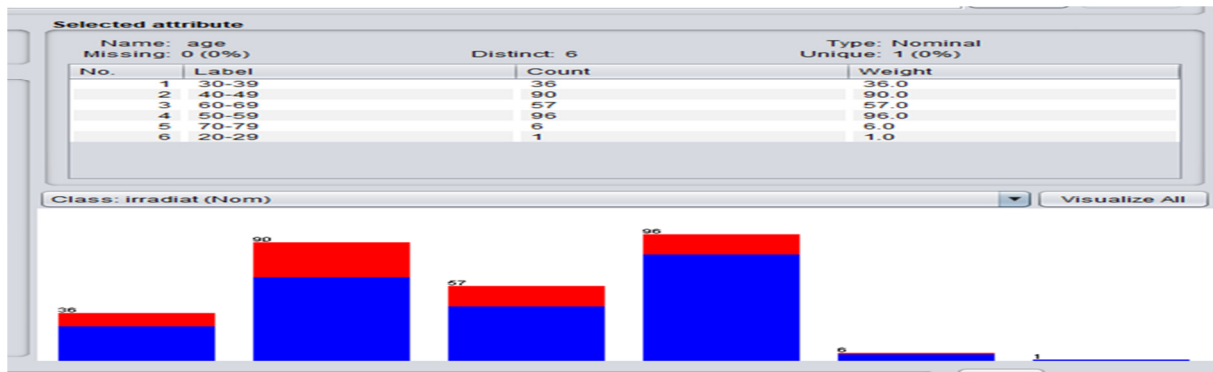 Selected attribute
Name: age Type: Nominal
Missing: 0 (0%) Distinct: 6 Unique: 1 (0%)
No. Label Count Weight
1 30-39 36 36.0
2 40-49 90 90.0
3 60-69 57 57.0
4 50-59 96 96.0
5 70-79 6 6.0
6 20-29 1 1.0
Class: irradiat (Nom) Visualize All
36 90 57 96 6 1